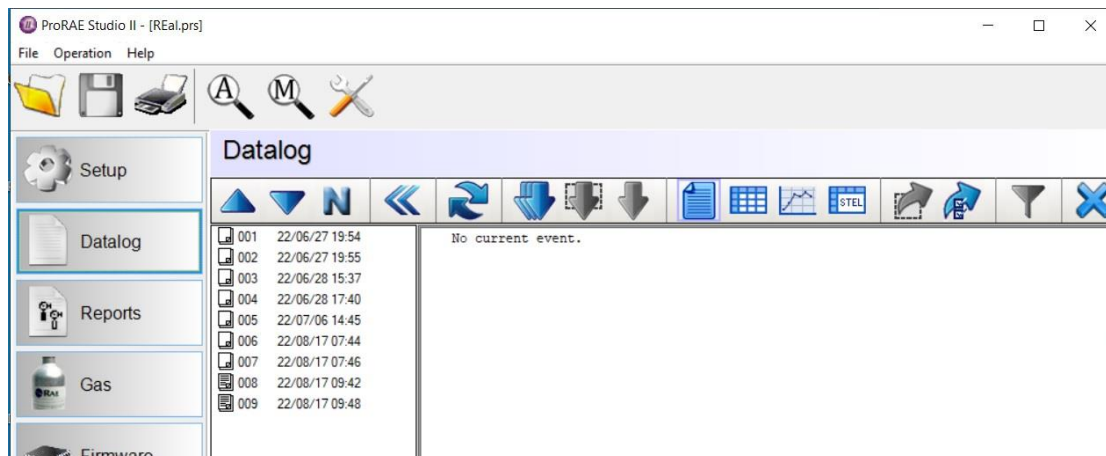 ProRAE Studio II - [REal.prs]
File Operation Help
A M
Datalog
N STEL
Setup
Datalog
Reports
Gas
RAE
Firmware
001 22/06/27 19:54
002 22/06/27 19:55
003 22/06/28 15:37
004 22/06/28 17:40
005 22/07/06 14:45
006 22/08/17 07:44
007 22/08/17 07:46
008 22/08/17 09:42
009 22/08/17 09:48
No current event.